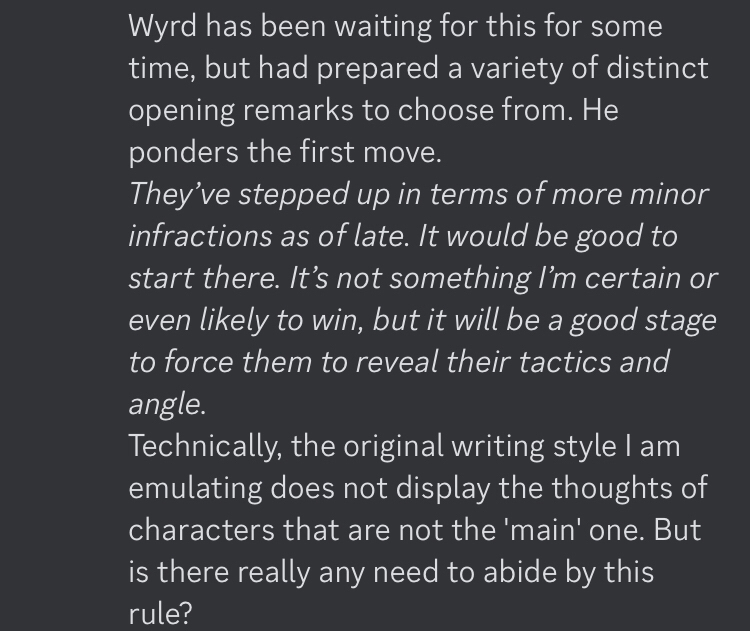 Wyrd has been waiting for this for some
time, but had prepared a variety of distinct
opening remarks to choose from. He
ponders the first move.
They’ve stepped up in terms of more minor
infractions as of late. It would be good to
start there. It’s not something I’m certain or
even likely to win, but it will be a good stage
to force them to reveal their tactics and
angle.
Technically, the original writing style I am
emulating does not display the thoughts of
characters that are not the 'main' one. But
is there really any need to abide by this
rule?